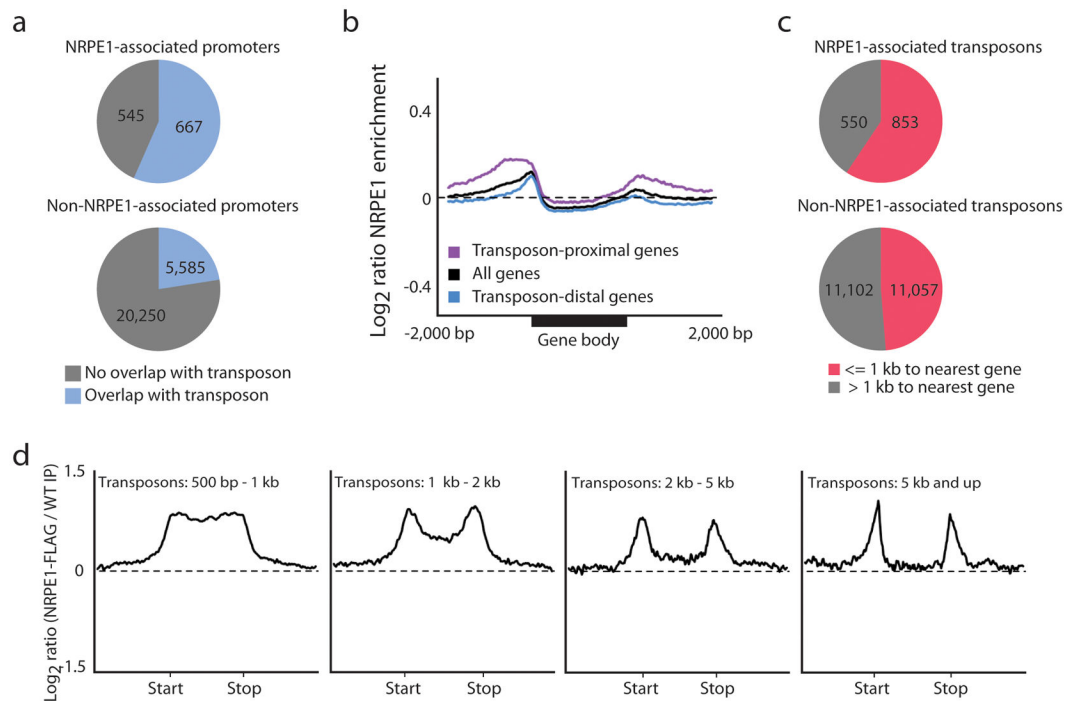 a
NRPE1-associated promoters
545
667
Non-NRPE1-associated promoters
5,585
20,250
No overlap with transposon
Overlap with transposon
b
Log2 ratio NRPE1 enrichment
0.4
0
-0.4
Transposon-proximal genes
All genes
Transposon-distal genes
-2,000 bp
Gene body
2,000 bp
c
NRPE1-associated transposons
550
853
Non-NRPE1-associated transposons
11,102
11,057
<= 1 kb to nearest gene
> 1 kb to nearest gene
d
Log2 ratio (NRPE1-FLAG / WT IP)
1.5
0
-1.5
Transposons: 500 bp - 1 kb
Start
Stop
Transposons: 1 kb - 2 kb
Start
Stop
Transposons: 2 kb - 5 kb
Start
Stop
Transposons: 5 kb and up
Start
Stop